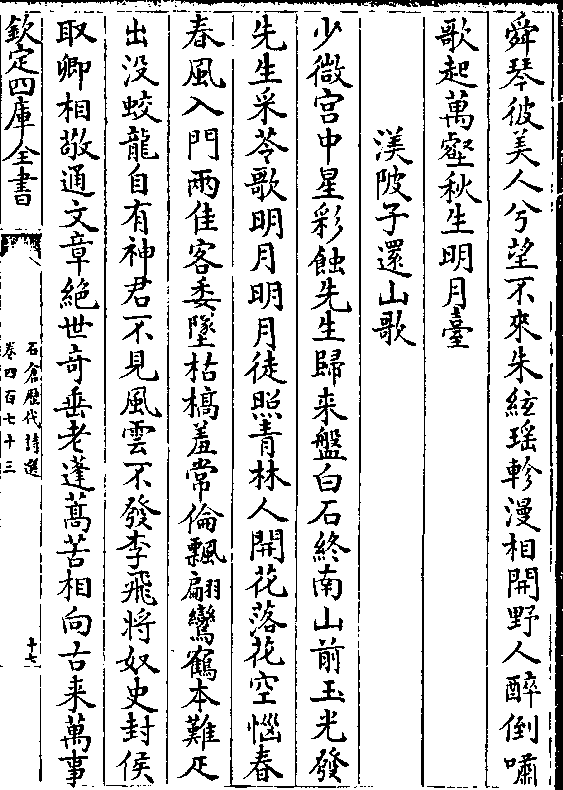 舜琴彼美人兮望不來朱絃瑶軫漫相開野人醉倒嘯
歌起萬壑秋生明月臺
渼陂子還山歌
少微宫中星彩蝕先生歸来盤白石終南山前玉光發
先生采苓歌明月明月徒照青林人開花落花空惱春
春風入門兩佳客委墜枯槁羞常倫飄翩鸞鶴本難疋
出没蛟龍自有神君不見風雲不發李飛將奴史封侯
取卿相敬通文章絶世竒垂老蓬蒿苦相向古来萬事
欽定四庫全書
石倉歷代詩選
卷四百七十三
十七